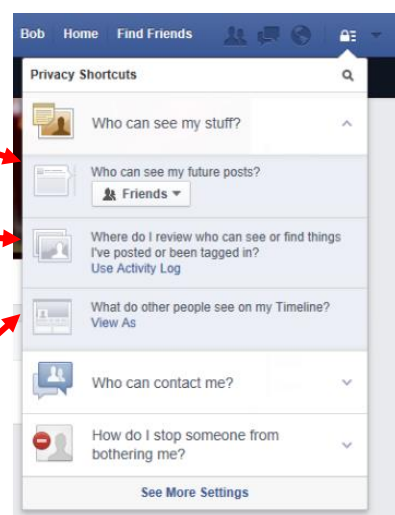 Bob Home Find Friends
Privacy Shortcuts
Who can see my stuff?
Who can see my future posts?
Friends
Where do I review who can see or find things
I've posted or been tagged in?
Use Activity Log
What do other people see on my Timeline?
View As
Who can contact me?
How do I stop someone from
bothering me?
See More Settings